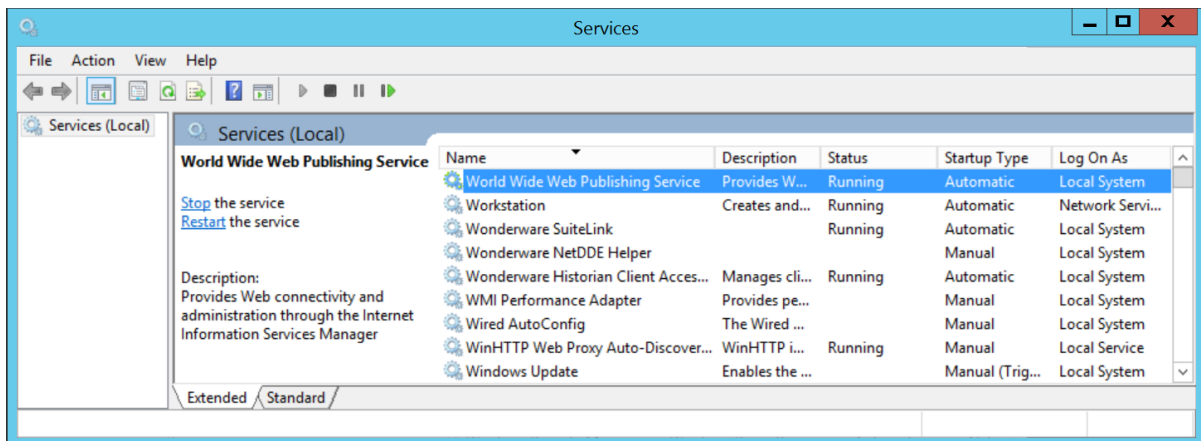 Services
File Action View Help
Services (Local)
Services (Local)
World Wide Web Publishing Service
Stop the service
Restart the service
Description:
Provides Web connectivity and
administration through the Internet
Information Services Manager
Name Description Status Startup Type Log On As
World Wide Web Publishing Service Provides W... Running Automatic Local System
Workstation Creates and... Running Automatic Network Servi...
Wonderware SuiteLink Running Automatic Local System
Wonderware NetDDE Helper Manual Local System
Wonderware Historian Client Acces... Manages cli... Running Automatic Local System
WMI Performance Adapter Provides pe... Manual Local System
Wired AutoConfig The Wired ... Manual Local System
WinHTTP Web Proxy Auto-Discover... WinHTTP i... Running Manual Local Service
Windows Update Enables the ... Manual (Trig... Local System
Extended Standard